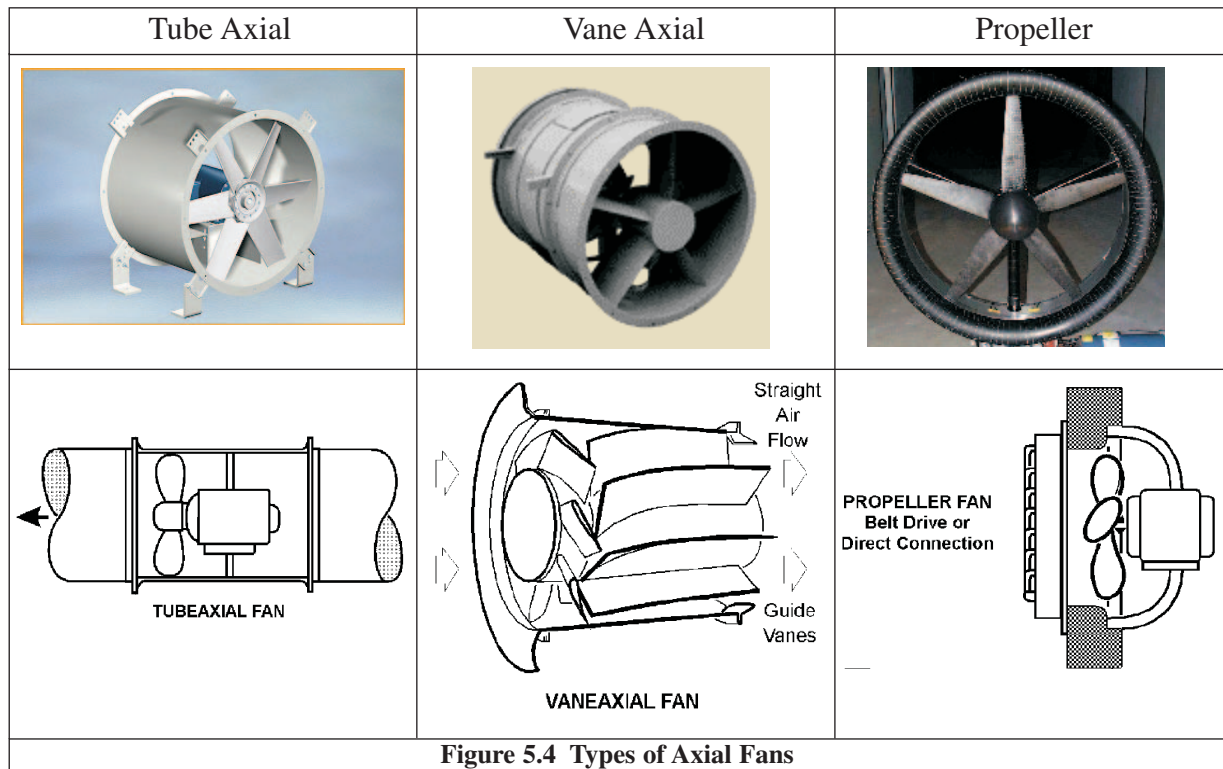 Tube Axial
Vane Axial
Propeller
TUBEAXIAL FAN
Straight
Air
Flow
Guide
Vanes
VANEAXIAL FAN
PROPELLER FAN
Belt Drive or
Direct Connection
Figure 5.4 Types of Axial Fans